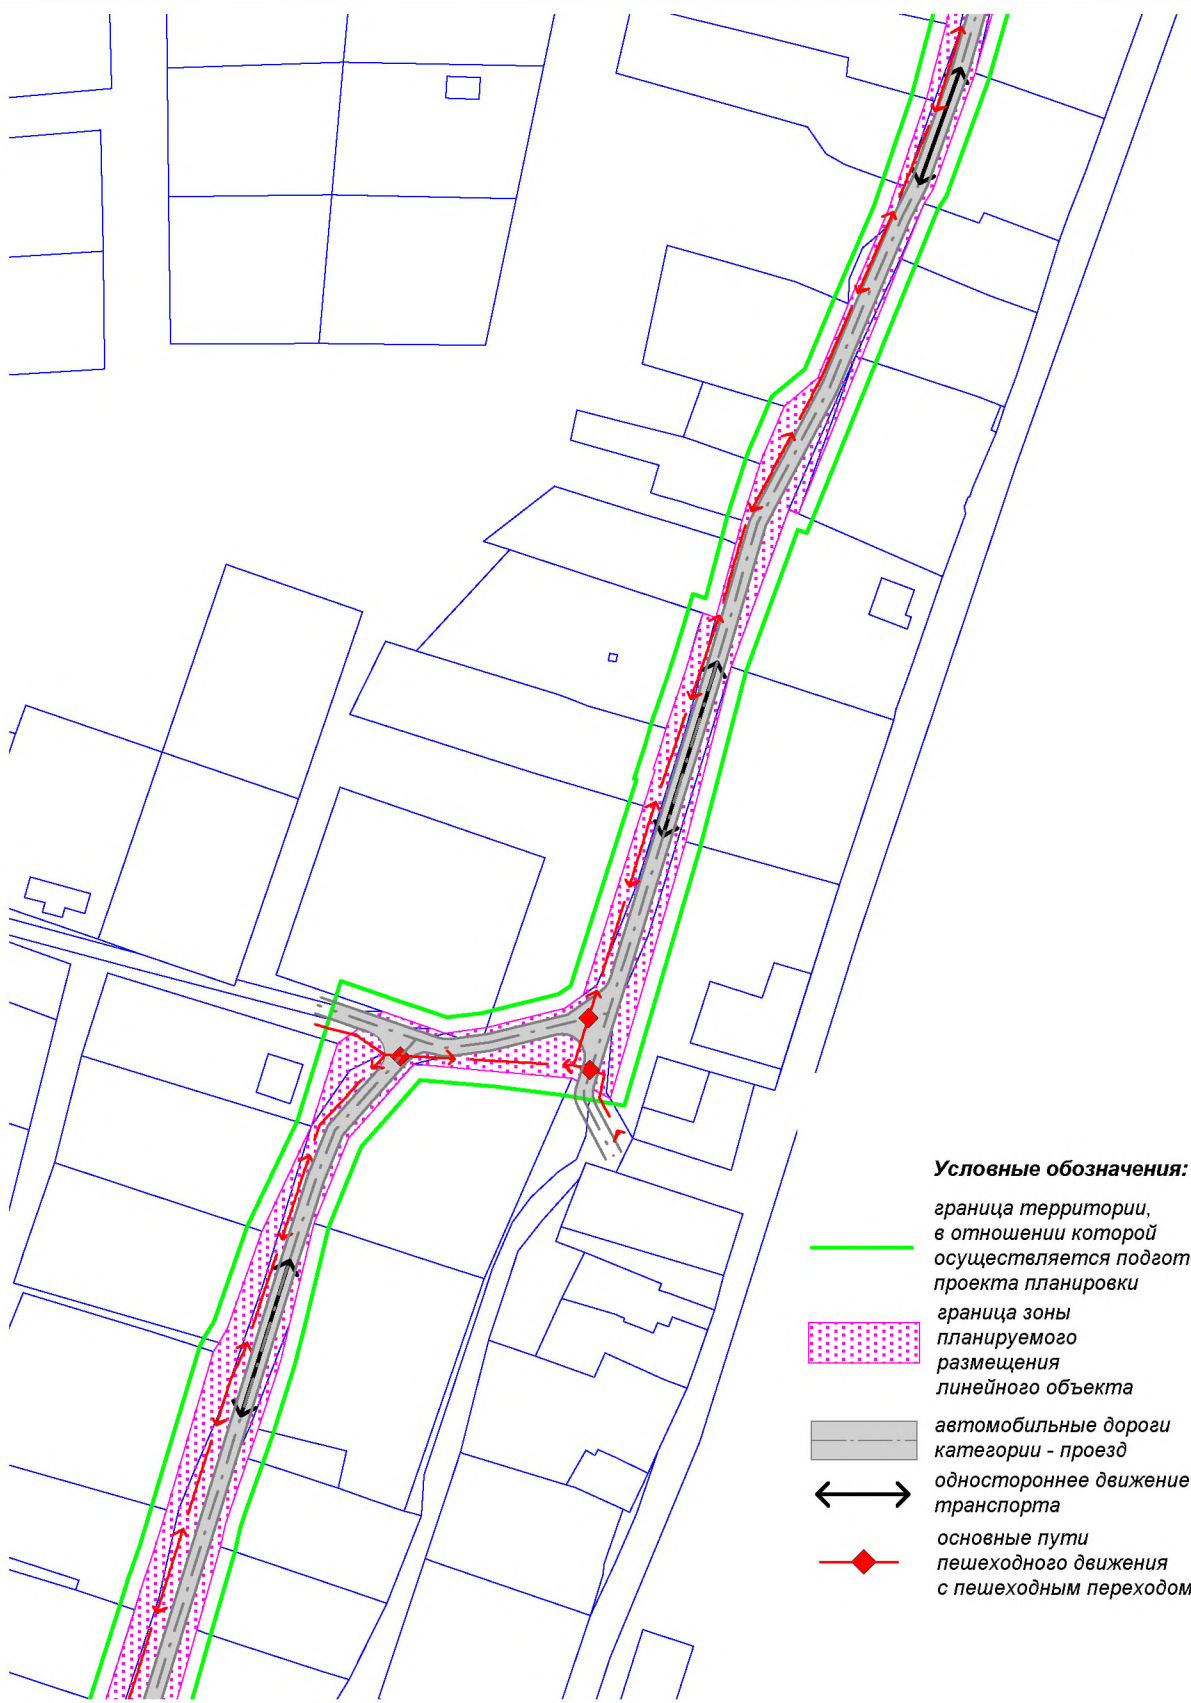 Условные обозначения:
граница территории,
в отношении которой
осуществляется подгот
проекта планировки
граница зоны
планируемого
размещения
линейного объекта
автомобильные дороги
категории - проезд
одностороннее движение
транспорта
основные пути
пешеходного движения
с пешеходным переходом